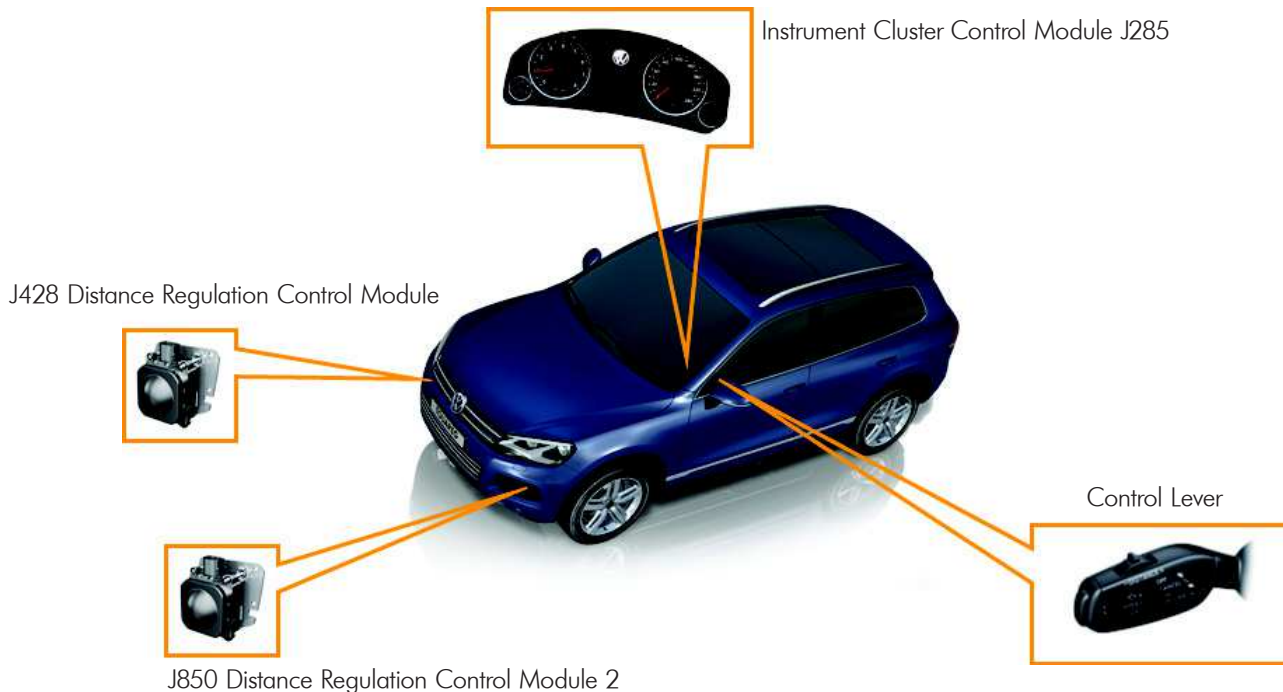 Instrument Cluster Control Module J285
J428 Distance Regulation Control Module
Control Lever
J850 Distance Regulation Control Module 2